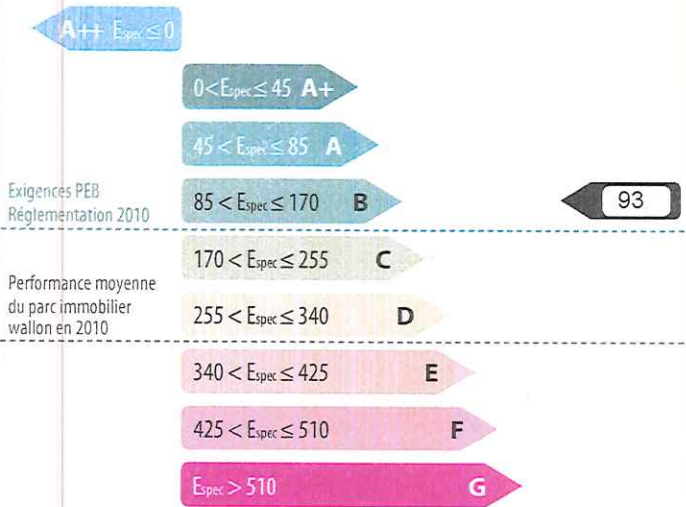 A++ Espec ≤ 0
0 < Espec ≤ 45 A+
45 < Espec ≤ 85 A
Exigences PEB
Réglementation 2010
85 < Espec ≤ 170 B
93
170 < Espec ≤ 255 C
Performance moyenne
du parc immobilier
wallon en 2010
255 < Espec ≤ 340 D
340 < Espec ≤ 425 E
425 < Espec ≤ 510 F
Espec > 510 G